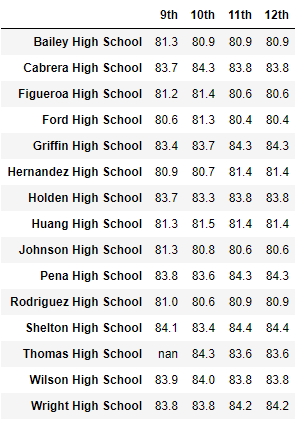 9th 10th 11th 12th
Bailey High School 81.3 80.9 80.9 80.9
Cabrera High School 83.7 84.3 83.8 83.8
Figueroa High School 81.2 81.4 80.6 80.6
Ford High School 80.6 81.3 80.4 80.4
Griffin High School 83.4 83.7 84.3 84.3
Hernandez High School 80.9 80.7 81.4 81.4
Holden High School 83.7 83.3 83.8 83.8
Huang High School 81.3 81.5 81.4 81.4
Johnson High School 81.3 80.8 80.6 80.6
Pena High School 83.8 83.6 84.3 84.3
Rodriguez High School 81.0 80.6 80.9 80.9
Shelton High School 84.1 83.4 84.4 84.4
Thomas High School nan 84.3 83.6 83.6
Wilson High School 83.9 84.0 83.8 83.8
Wright High School 83.8 83.8 84.2 84.2